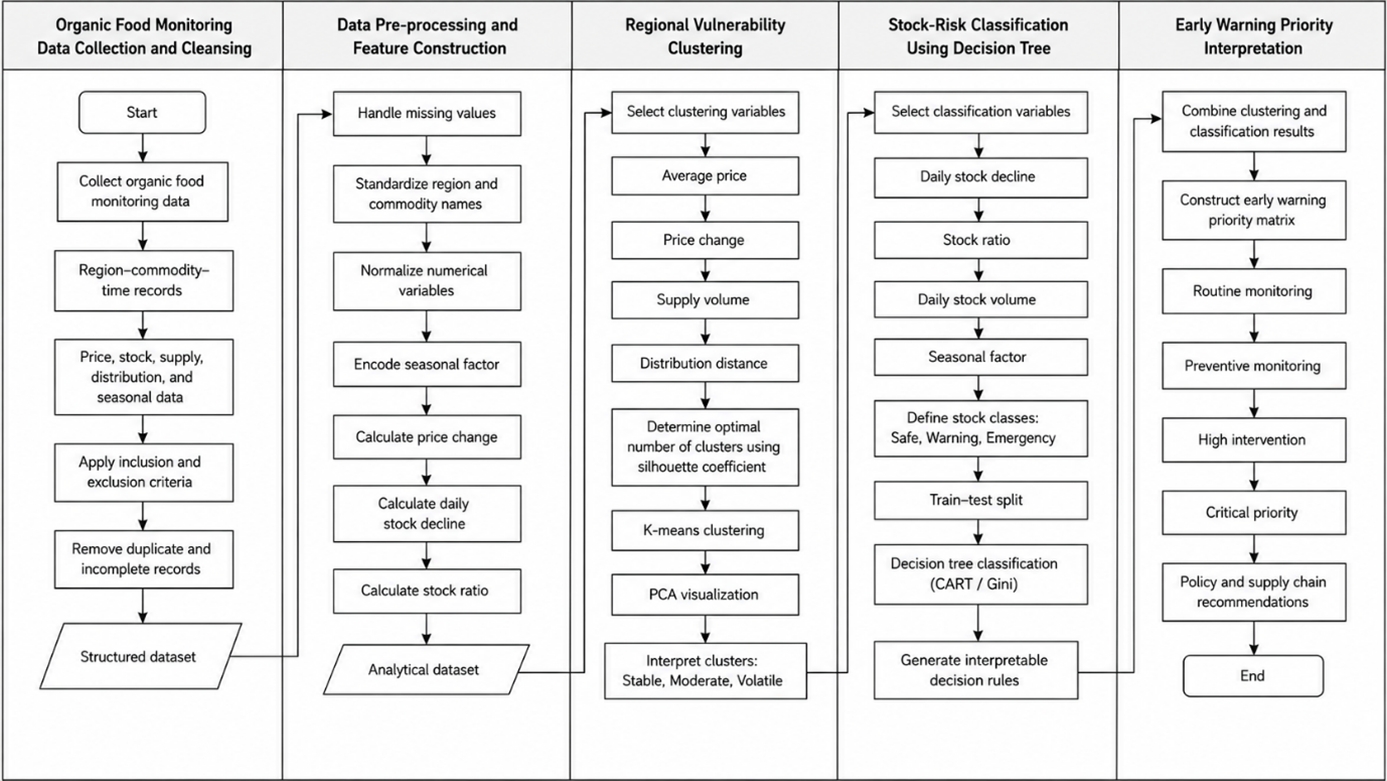 Organic Food Monitoring
Data Collection and Cleansing
Start
Collect organic food
monitoring data
Region–commodity–
time records
Price, stock, supply,
distribution, and
seasonal data
Apply inclusion and
exclusion criteria
Remove duplicate and
incomplete records
Structured dataset
Data Pre-processing and
Feature Construction
Handle missing values
Standardize region and
commodity names
Normalize numerical
variables
Encode seasonal factor
Calculate price change
Calculate daily
stock decline
Calculate stock ratio
Analytical dataset
Regional Vulnerability
Clustering
Select clustering variables
Average price
Price change
Supply volume
Distribution distance
Determine optimal
number of clusters using
silhouette coefficient
K-means clustering
PCA visualization
Interpret clusters:
Stable, Moderate, Volatile
Stock-Risk Classification
Using Decision Tree
Select classification variables
Daily stock decline
Stock ratio
Daily stock volume
Seasonal factor
Define stock classes:
Safe, Warning, Emergency
Train–test split
Decision tree classification
(CART / Gini)
Generate interpretable
decision rules
Early Warning Priority
Interpretation
Combine clustering and
classification results
Construct early warning
priority matrix
Routine monitoring
Preventive monitoring
High intervention
Critical priority
Policy and supply chain
recommendations
End